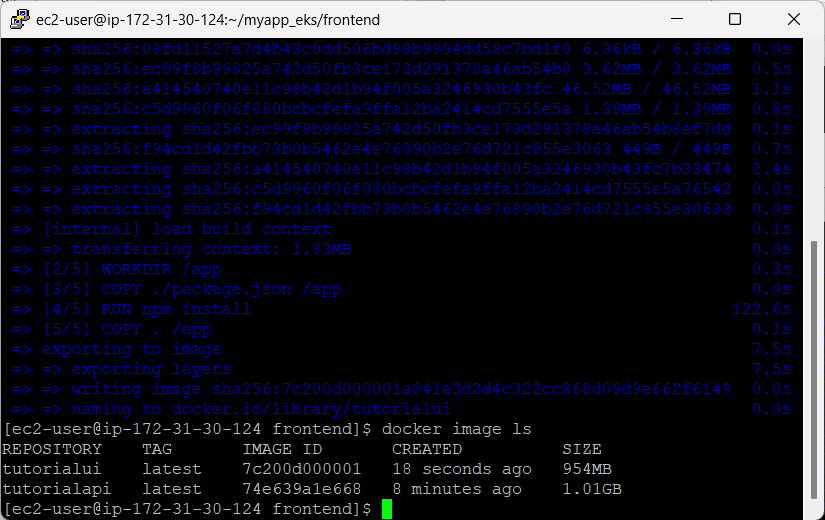 ec2-user@ip-172-31-30-124:~/myapp_eks/frontend
=> => sha256:08fd11527a7d4b43c0dd506bd98b9994dd58c7bd1f0 6.36kB / 6.36kB 0.0s
=> => sha256:ec99f8b99825a742d50fb3ce173d291378a46ab54b8 3.62MB / 3.62MB 0.5s
=> => sha256:a414540740e11c98b42d1b94f005a3246930b43fc 46.52MB / 46.52MB 1.1s
=> => sha256:c5d9960f06f080bcbcfefa9ffa12ba2414cd7555e5a 1.39MB / 1.39MB 0.8s
=> => extracting sha256:ec99f8b99825a742d50fb3ce173d291378a46ab54b8ef7dd 0.1s
=> => sha256:f94cd1d42fbb73b0b5462e4e76890b2e76d721c855e3063 449B / 449B 0.7s
=> => extracting sha256:a414540740e11c98b42d1b94f005a3246930b43fc7b33474 2.4s
=> => extracting sha256:c5d9960f06f080bcbcfefa9ffa12ba2414cd7555e5a76542 0.0s
=> => extracting sha256:f94cd1d42fbb73b0b5462e4e76890b2e76d721c855e30633 0.0s
=> [internal] load build context 0.1s
=> => transferring context: 1.83MB 0.0s
=> [2/5] WORKDIR /app 0.3s
=> [3/5] COPY ./package.json /app 0.0s
=> [4/5] RUN npm install 122.6s
=> [5/5] COPY . /app 0.1s
=> exporting to image 7.5s
=> => exporting layers 7.5s
=> => writing image sha256:7c200d000001a041e3d2d4c322cc868d09d9e662f6149 0.0s
=> => naming to docker.io/library/tutorialui 0.0s
[ec2-user@ip-172-31-30-124 frontend]$ docker image ls
REPOSITORY TAG IMAGE ID CREATED SIZE
tutorialui latest 7c200d000001 18 seconds ago 954MB
tutorialapi latest 74e639a1e668 8 minutes ago 1.01GB
[ec2-user@ip-172-31-30-124 frontend]$